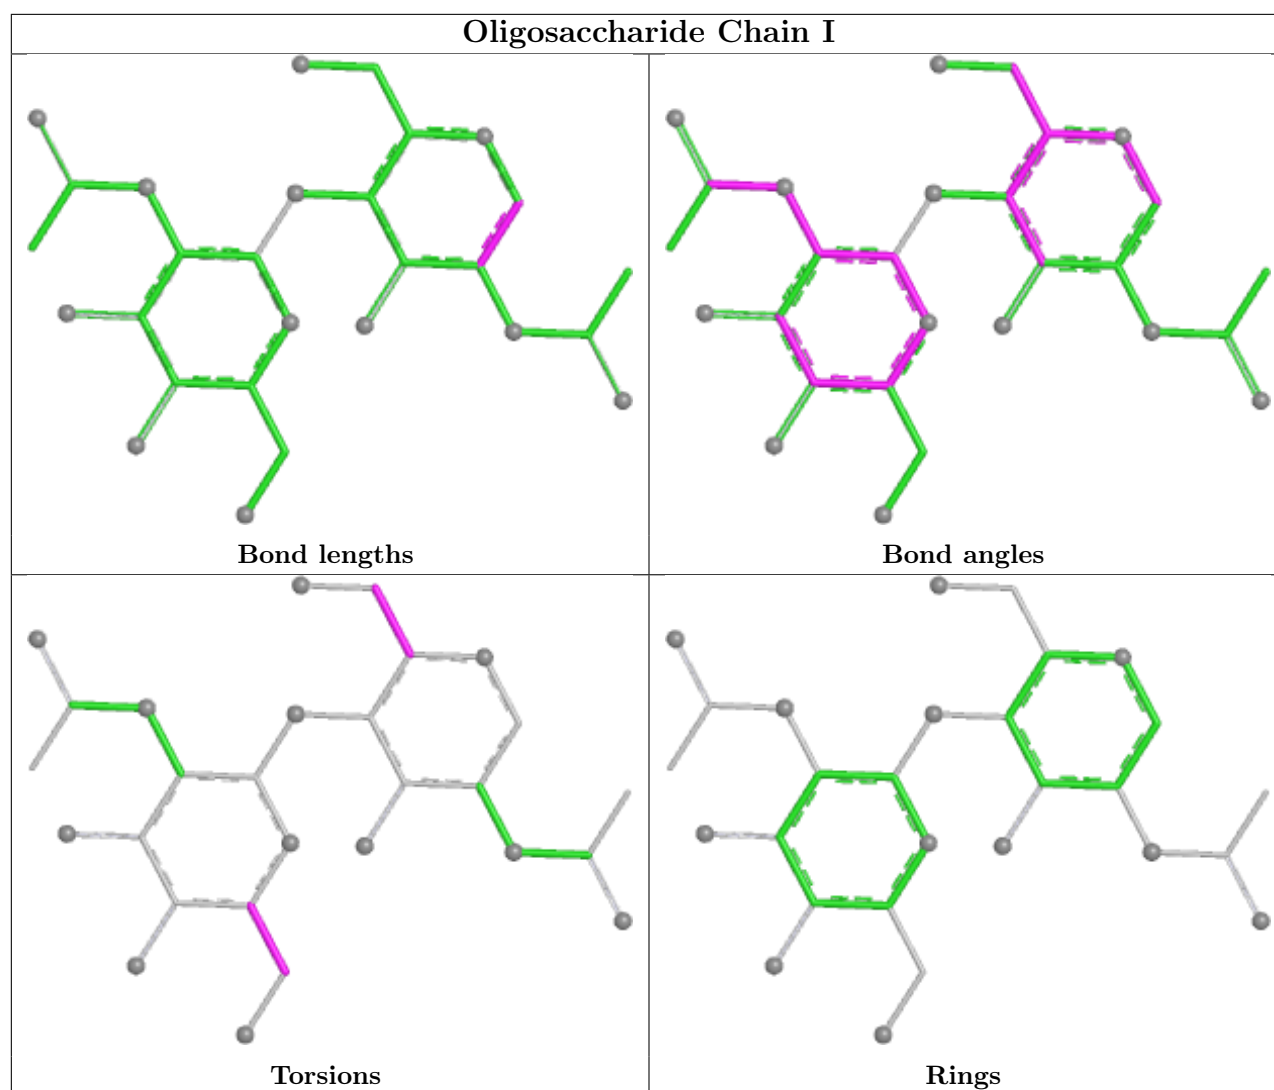 Oligosaccharide Chain I
Bond lengths
Bond angles
Torsions
Rings